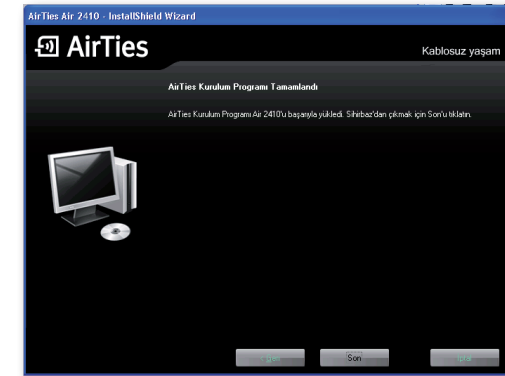 AirTies Air 2410 - InstallShield Wizard
AirTies
Kablosuz yaşam
AirTies Kurulum Programı Tamamlandı
AirTies Kurulum Programı Air 2410'u başarıyla yükledi. Sihirbaz'dan çıkmak için Son'u tıklatın.
Son
İptal